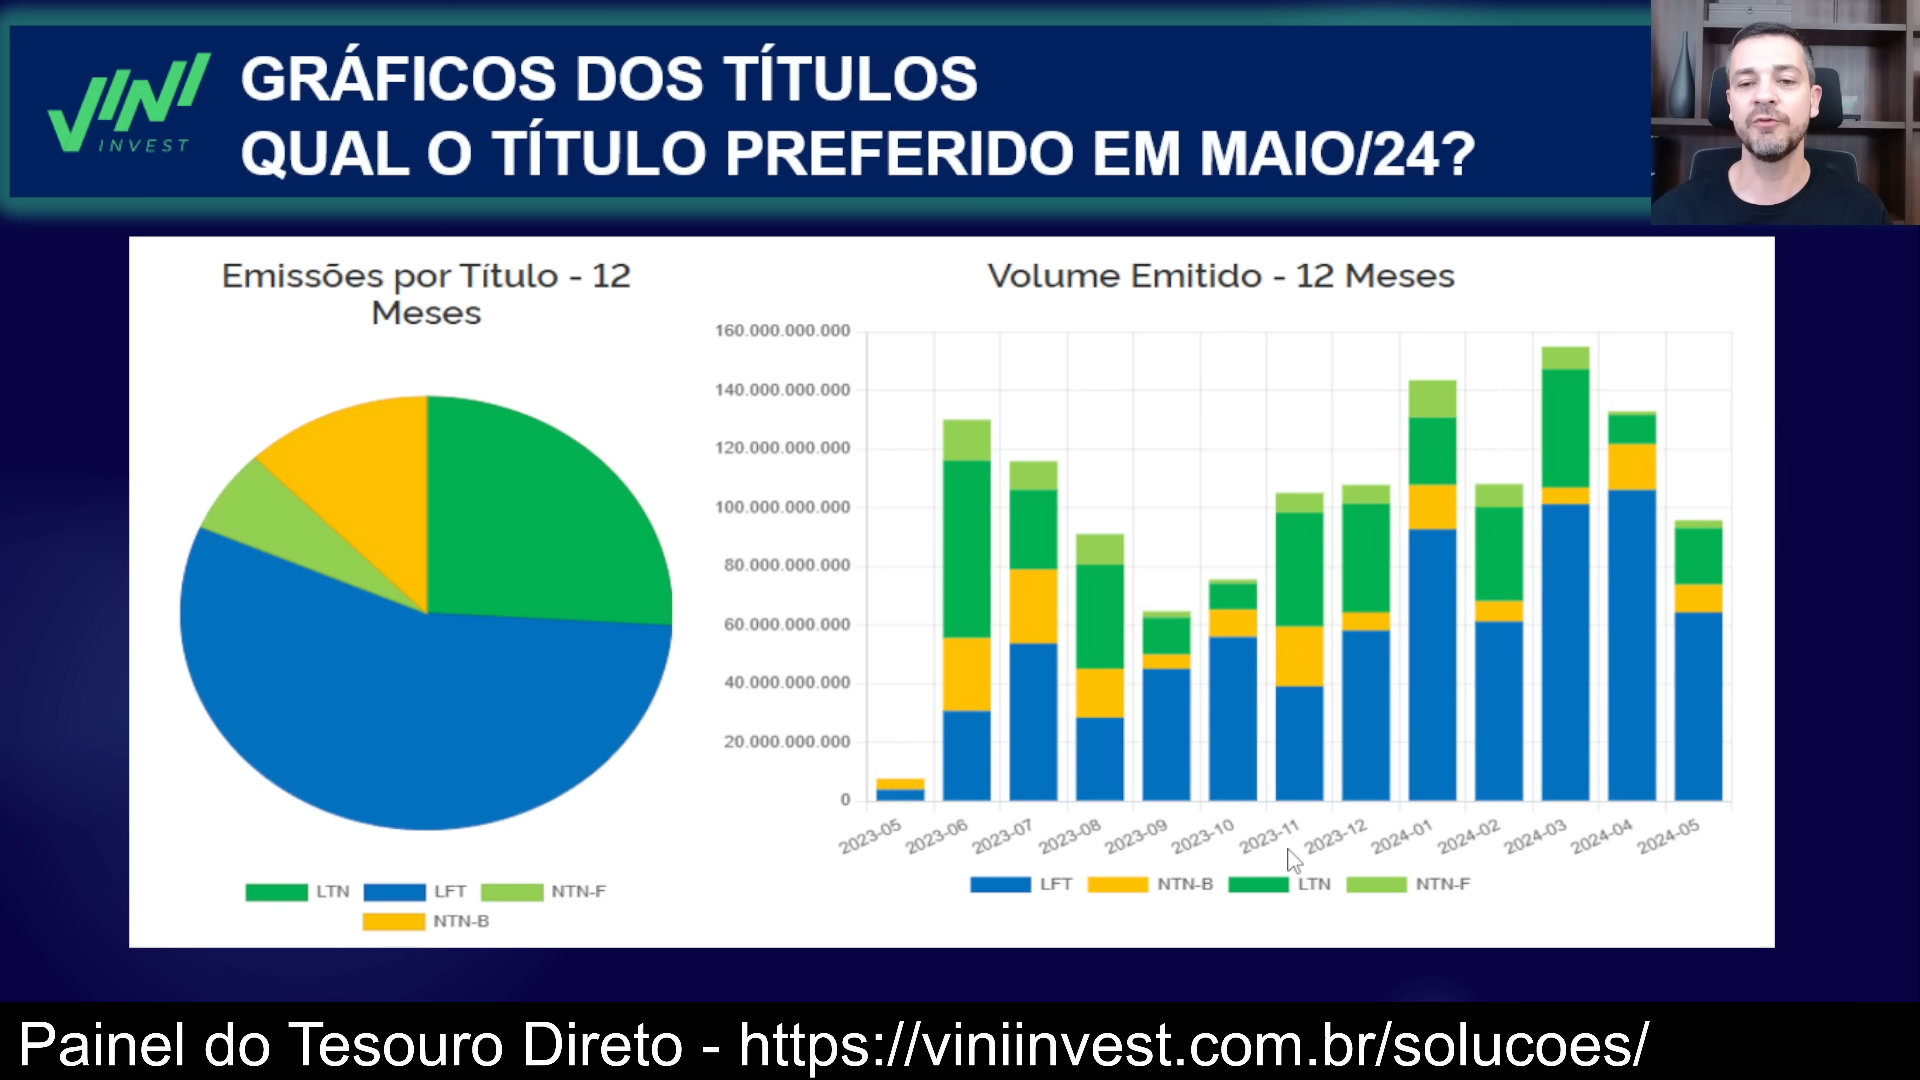 VINI
INVEST
GRÁFICOS DOS TÍTULOS
QUAL O TÍTULO PREFERIDO EM MAIO/24?
Emissões por Título - 12
Meses
LTN LFT NTN-F
NTN-B
Volume Emitido - 12 Meses
160.000.000.000
140.000.000.000
120.000.000.000
100.000.000.000
80.000.000.000
60.000.000.000
40.000.000.000
20.000.000.000
0
2023-05 2023-06 2023-07 2023-08 2023-09 2023-10 2023-11 2023-12 2024-01 2024-02 2024-03 2024-04 2024-05
LFT NTN-B LTN NTN-F
Painel do Tesouro Direto - https://viniinvest.com.br/solucoes/